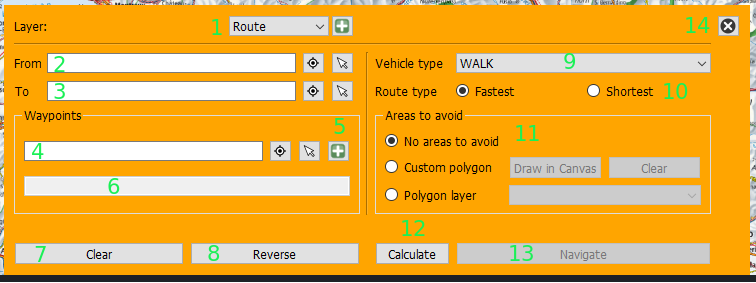 Layer: 1 Route 14
From 2 Vehicle type WALK 9
To 3 Route type Fastest Shortest 10
Waypoints 5 Areas to avoid
4 No areas to avoid 11
6 Custom polygon Draw in Canvas Clear
Polygon layer
12
7 Clear 8 Reverse Calculate 13 Navigate